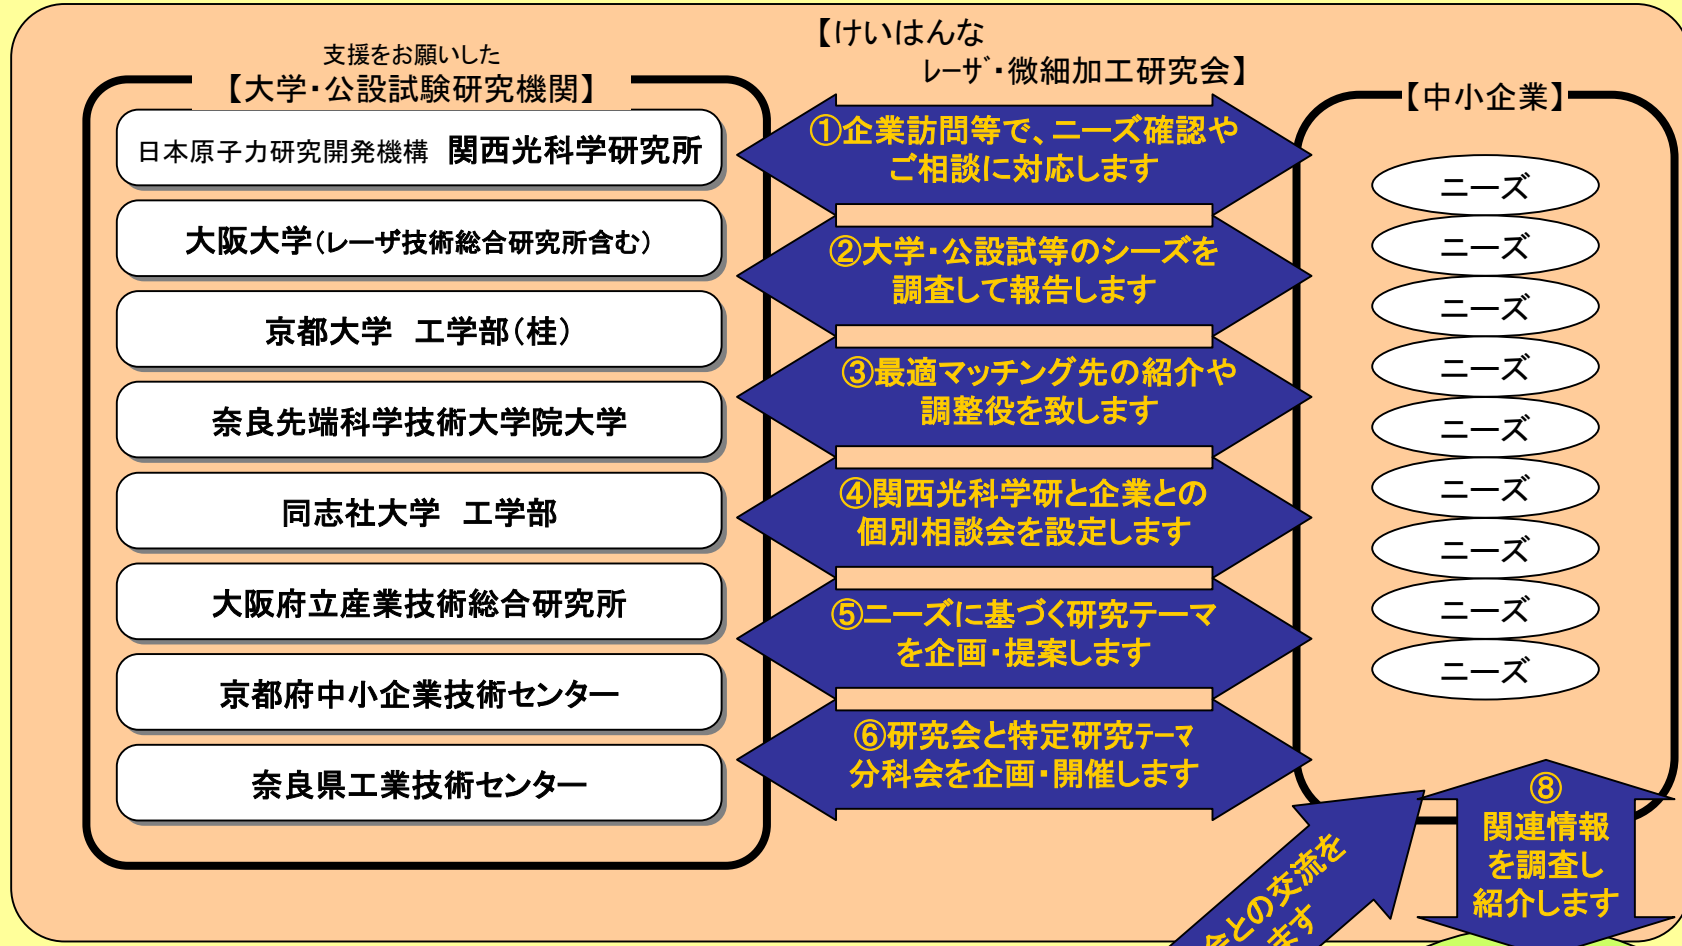 【けいはんな
レーザ・微細加工研究会】
支援をお願いした
【大学・公設試験研究機関】
日本原子力研究開発機構 関西光科学研究所
大阪大学(レーザ技術総合研究所含む)
京都大学 工学部(桂)
奈良先端科学技術大学院大学
同志社大学 工学部
大阪府立産業技術総合研究所
京都府中小企業技術センター
奈良県工業技術センター
①企業訪問等で、ニーズ確認や
ご相談に対応します
②大学・公設試等のシーズを
調査して報告します
③最適マッチング先の紹介や
調整役を致します
④関西光科学研と企業との
個別相談会を設定します
⑤ニーズに基づく研究テーマ
を企画・提案します
⑥研究会と特定研究テーマ
分科会を企画・開催します
【中小企業】
ニーズ
ニーズ
ニーズ
ニーズ
ニーズ
ニーズ
ニーズ
ニーズ
ニーズ
会との交流を
ます
⑧
関連情報
を調査し
紹介します